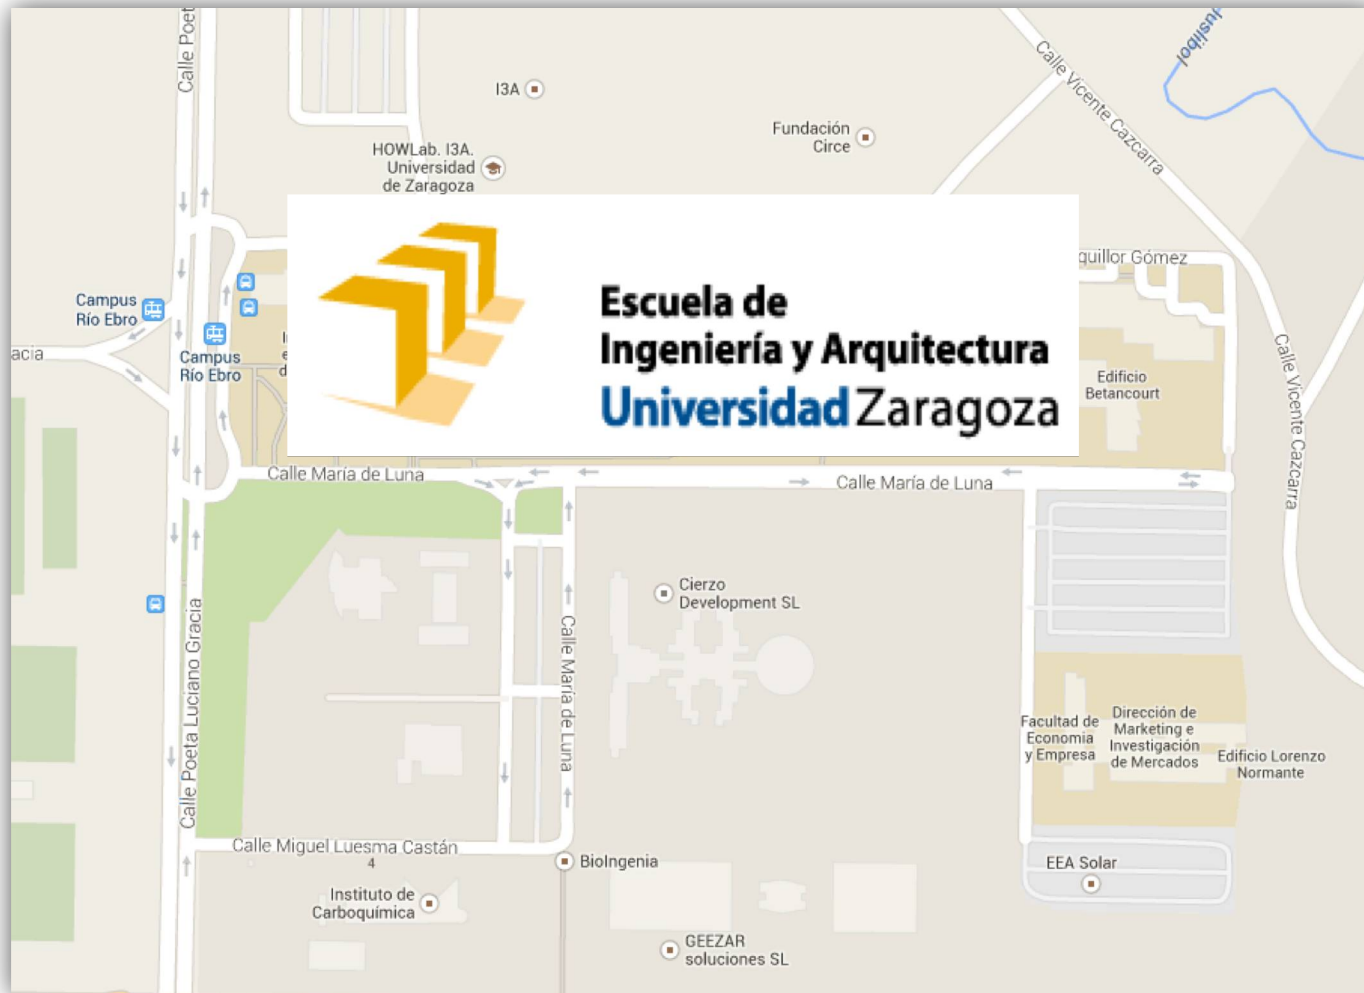 Calle Poet
Juslibol
Calle Vicente Cazcarra
I3A
Fundación
Circe
HOWLab. I3A.
Universidad
de Zaragoza
Escuela de
Ingeniería y Arquitectura
Universidad Zaragoza
quillor Gómez
Campus
Río Ebro
acia
Campus
Río Ebro
Calle Vicente Cazcarra
Edificio
Betancourt
Calle María de Luna
Calle María de Luna
Cierzo
Development SL
Calle Poeta Luciano Gracia
Calle María de Luna
Facultad de
Economia
y Empresa
Dirección de
Marketing e
Investigación
de Mercados
Edificio Lorenzo
Normante
Calle Miguel Luesma Castán
4
BioIngenia
EEA Solar
Instituto de
Carboquímica
GEEZAR
soluciones SL